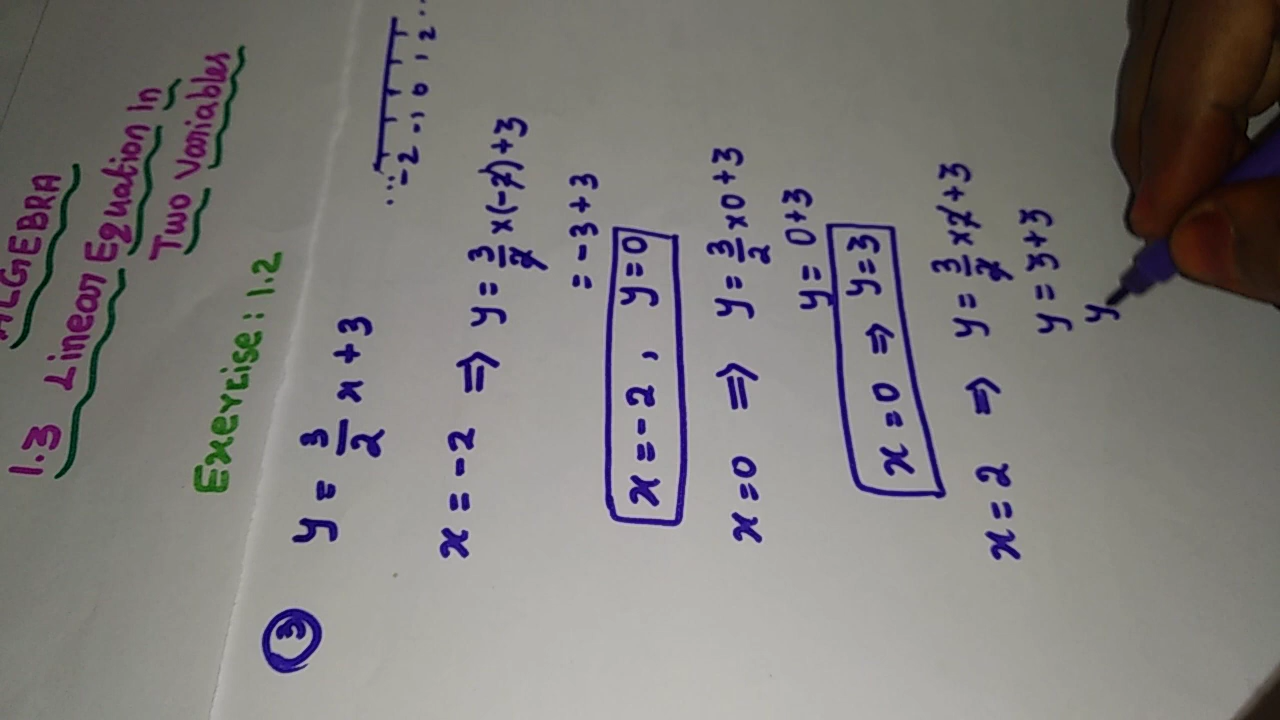 ALGEBRA
1.3 Linear Equation In
Two Variables
Exercise: 1.2
③ y = 3/2 x + 3
... -2 -1 0 1 2 ...
x = -2 ⇒ y = 3/2 x (-2) + 3
= -3 + 3
x = -2, y = 0
x = 0 ⇒ y = 3/2 x 0 + 3
y = 0 + 3
x = 0 ⇒ y = 3
x = 2 ⇒ y = 3/2 x 2 + 3
y = 3 + 3
y